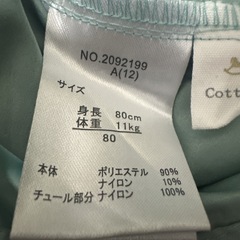 NO.2092199
A(12)
サイズ
身長 80cm
体重 11kg
80
本体 ポリエステル 90%
ナイロン 10%
チュール部分 ナイロン 100%
Cott